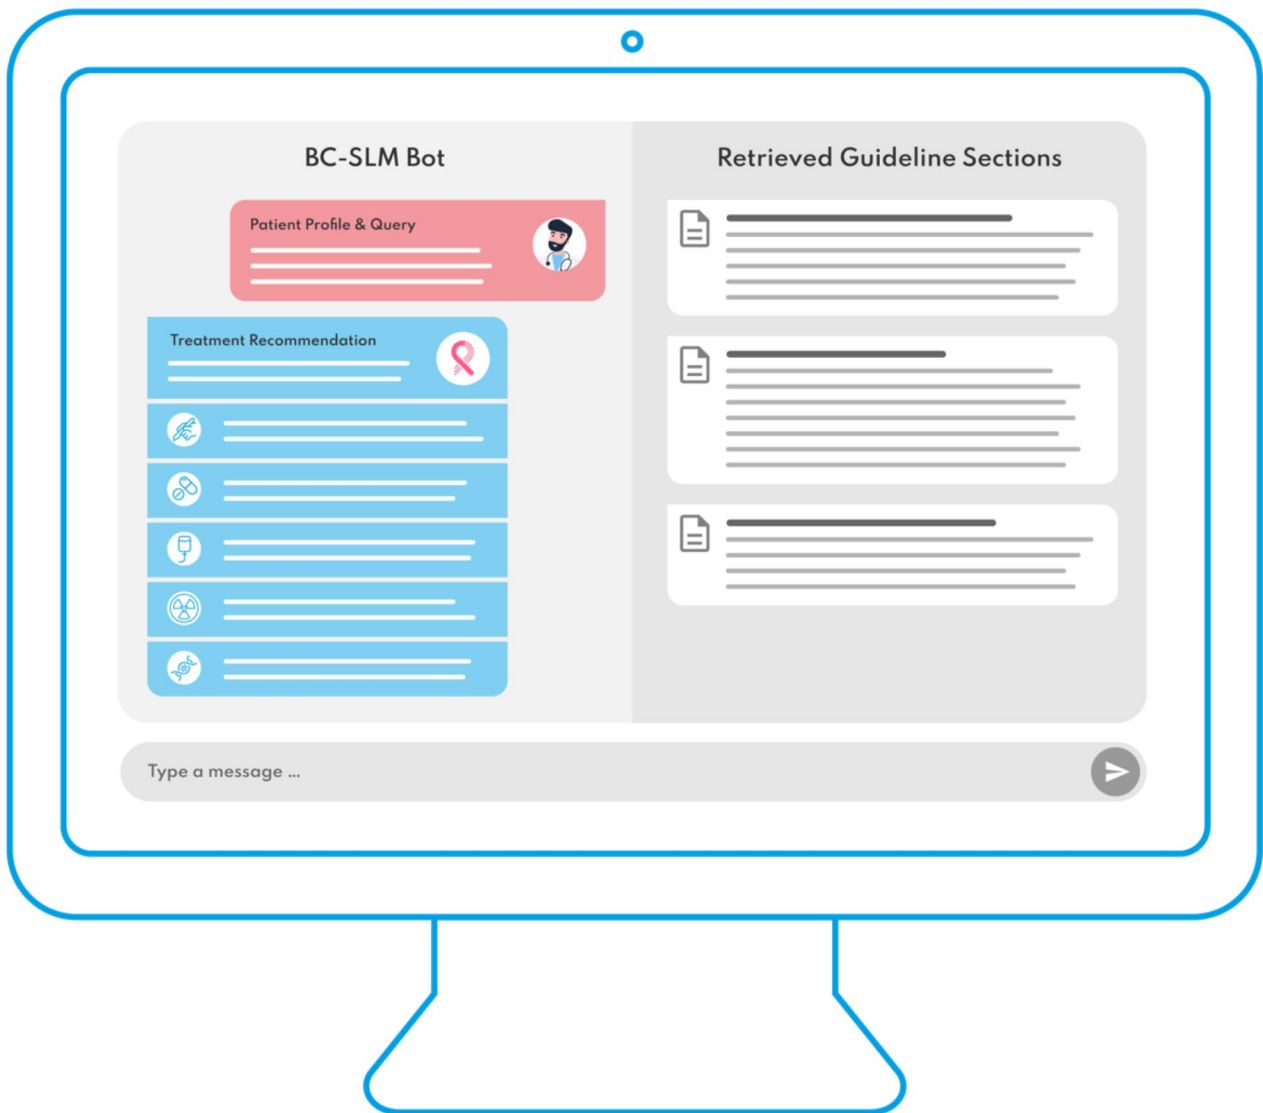 BC-SLM Bot
Patient Profile & Query
Treatment Recommendation
Retrieved Guideline Sections
Type a message ...